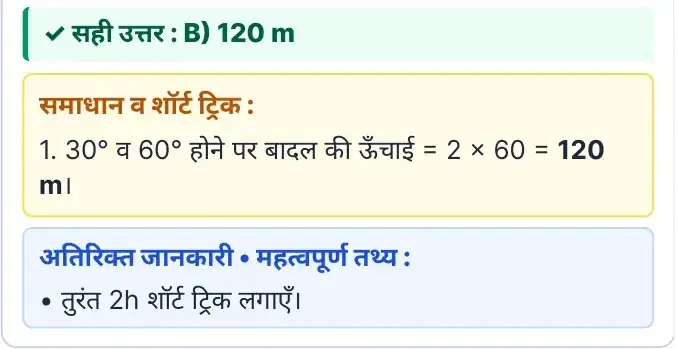 ✓ सही उत्तर : B) 120 m
समाधान व शॉर्ट ट्रिक :
1. 30° व 60° होने पर बादल की ऊँचाई = 2 × 60 = 120
m।
अतिरिक्त जानकारी • महत्वपूर्ण तथ्य :
• तुरंत 2h शॉर्ट ट्रिक लगाएँ।